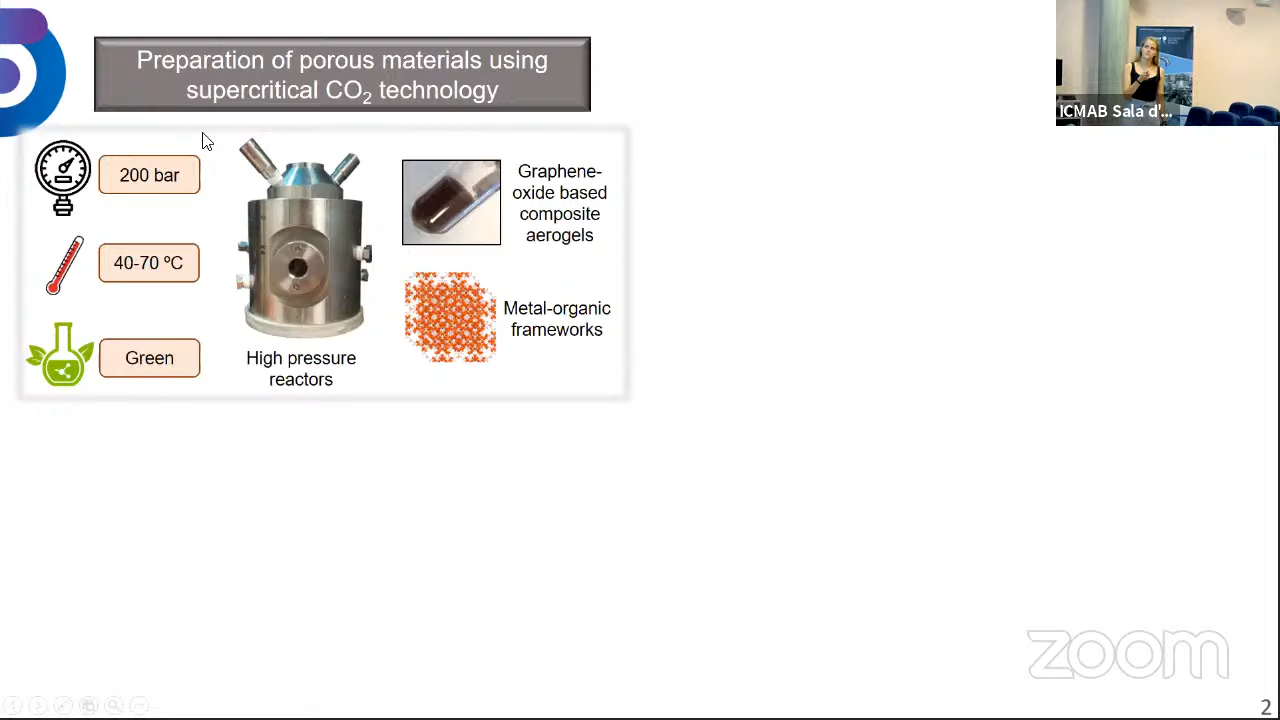 Preparation of porous materials using
supercritical CO₂ technology
ICMAB Sala d'...
200 bar
40-70 ºC
Green
High pressure
reactors
Graphene-
oxide based
composite
aerogels
Metal-organic
frameworks
zoom
2